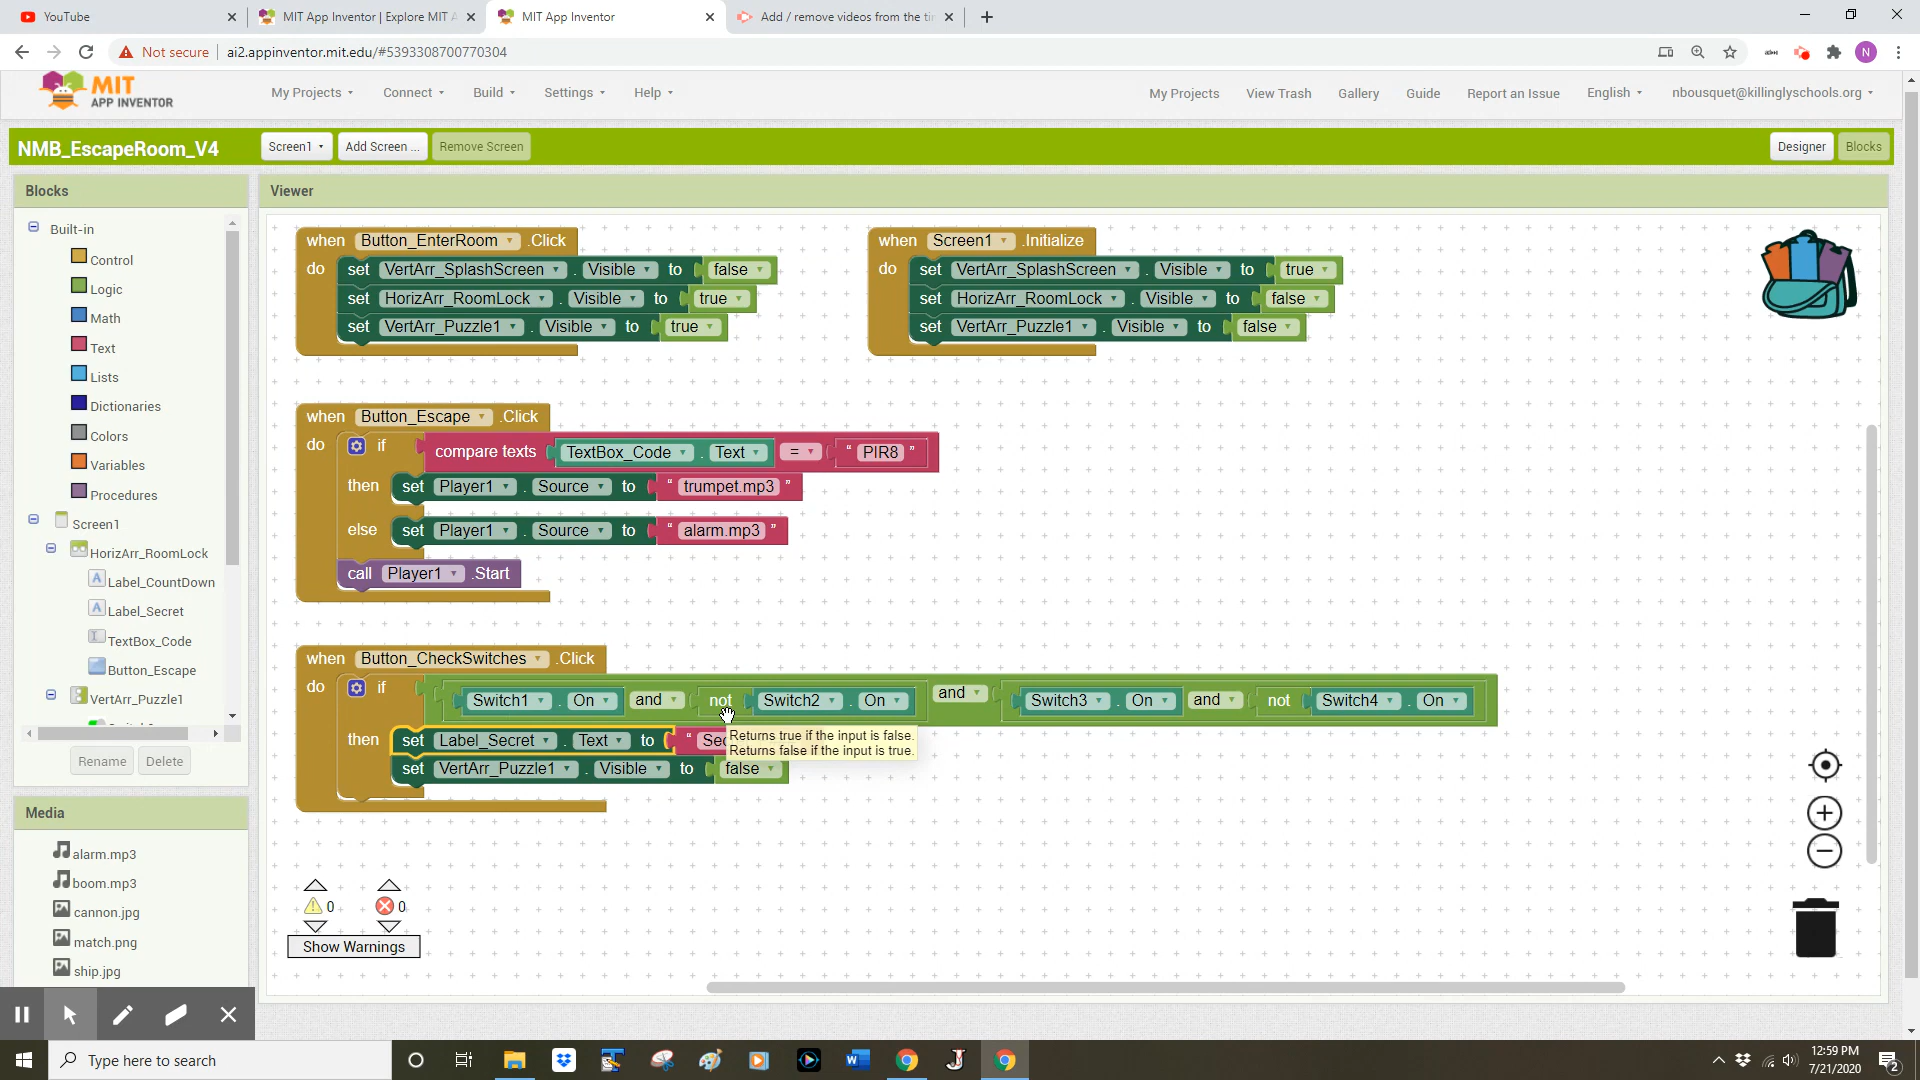 YouTube
MIT App Inventor | Explore MIT A
MIT App Inventor
Add / remove videos from the tir
Not secure | ai2.appinventor.mit.edu/#5393308700770304
N
MIT
APP INVENTOR
My Projects
Connect
Build
Settings
Help
My Projects
View Trash
Gallery
Guide
Report an Issue
English
nbousquet@killinglyschools.org
NMB_EscapeRoom_V4
Screen1
Add Screen ...
Remove Screen
Designer
Blocks
Blocks
Viewer
Built-in
Control
Logic
Math
Text
Lists
Dictionaries
Colors
Variables
Procedures
Screen1
HorizArr_RoomLock
Label_CountDown
Label_Secret
TextBox_Code
Button_Escape
VertArr_Puzzle1
Rename
Delete
Media
alarm.mp3
boom.mp3
cannon.jpg
match.png
ship.jpg
when Button_EnterRoom .Click
do set VertArr_SplashScreen . Visible to false
set HorizArr_RoomLock . Visible to true
set VertArr_Puzzle1 . Visible to true
when Screen1 .Initialize
do set VertArr_SplashScreen . Visible to true
set HorizArr_RoomLock . Visible to false
set VertArr_Puzzle1 . Visible to false
when Button_Escape .Click
do if compare texts TextBox_Code . Text = " PIR8 "
then set Player1 . Source to " trumpet.mp3 "
else set Player1 . Source to " alarm.mp3 "
call Player1 .Start
when Button_CheckSwitches .Click
do if Switch1 . On and not Switch2 . On and Switch3 . On and not Switch4 . On
then set Label_Secret . Text to " Sec
Returns true if the input is false.
Returns false if the input is true.
set VertArr_Puzzle1 . Visible to false
0
0
Show Warnings
Type here to search
12:59 PM
7/21/2020
2